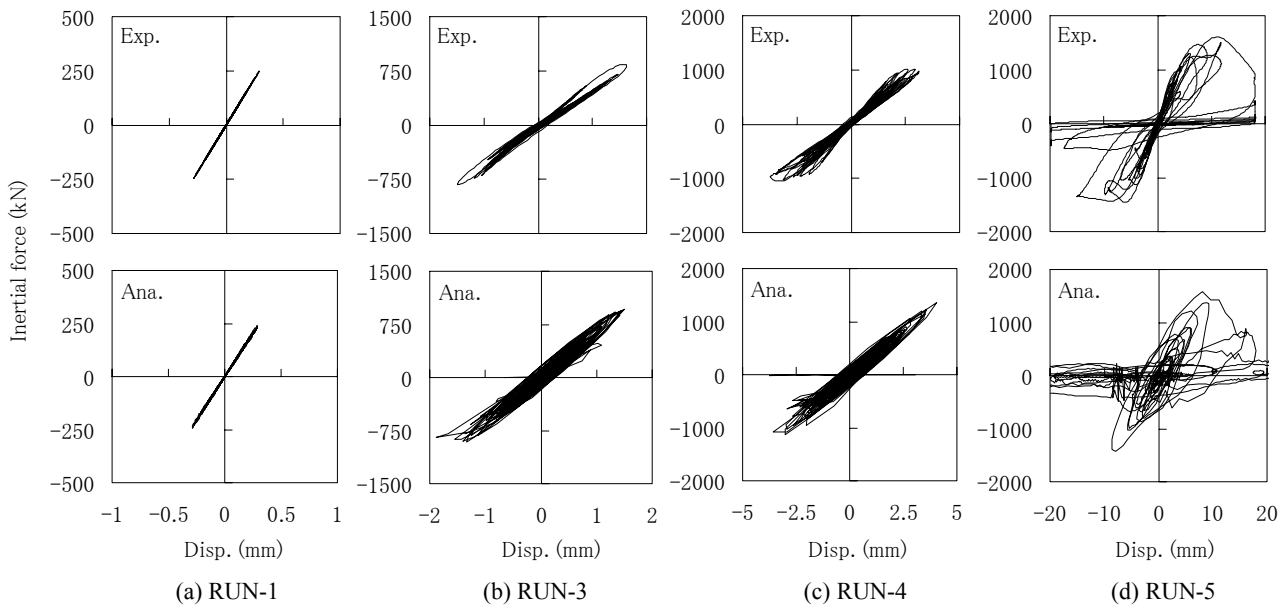 Inertial force (kN)
500
250
0
−250
−500
Exp.
1500
750
0
−750
−1500
Exp.
2000
1000
0
−1000
−2000
Exp.
2000
1000
0
−1000
−2000
Exp.
500
250
0
−250
−500
Ana.
1500
750
0
−750
−1500
Ana.
2000
1000
0
−1000
−2000
Ana.
2000
1000
0
−1000
−2000
Ana.
−1 −0.5 0 0.5 1
−2 −1 0 1 2
−5 −2.5 0 2.5 5
−20 −10 0 10 20
Disp. (mm)
Disp. (mm)
Disp. (mm)
Disp. (mm)
(a) RUN-1
(b) RUN-3
(c) RUN-4
(d) RUN-5